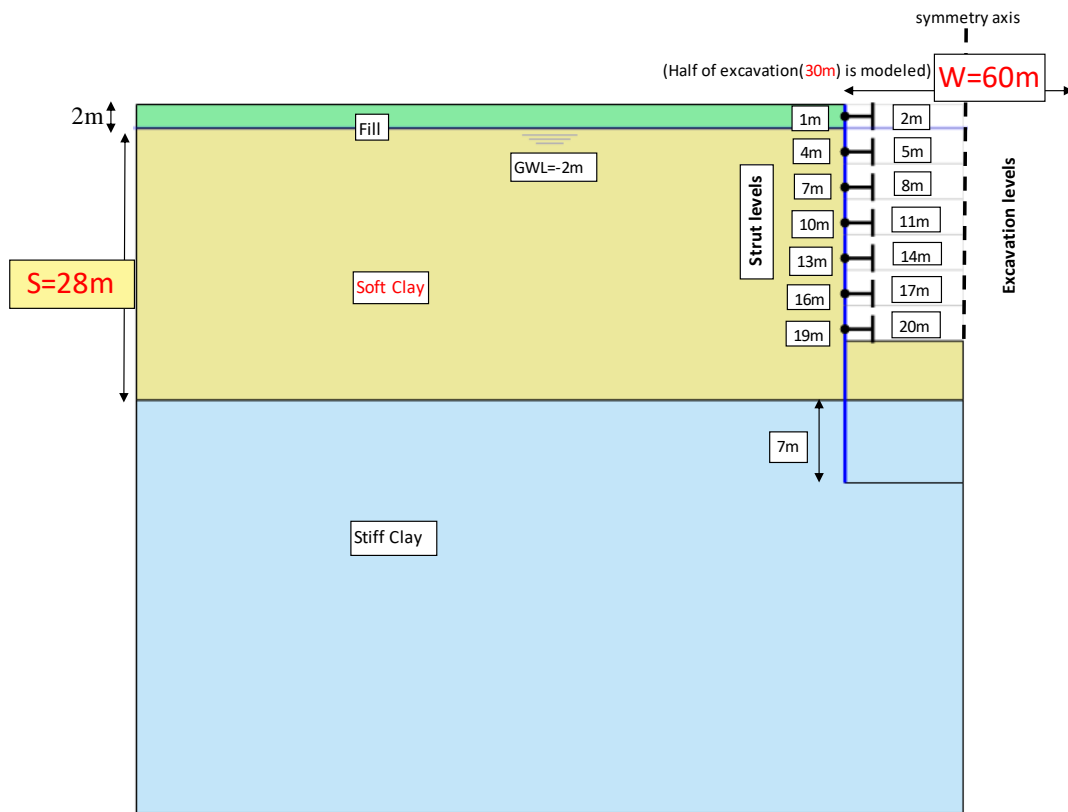 symmetry axis
(Half of excavation(30m) is modeled)
W=60m
2m
Fill
GWL=-2m
1m
2m
4m
5m
7m
8m
10m
11m
13m
14m
16m
17m
19m
20m
Strut levels
Excavation levels
S=28m
Soft Clay
7m
Stiff Clay